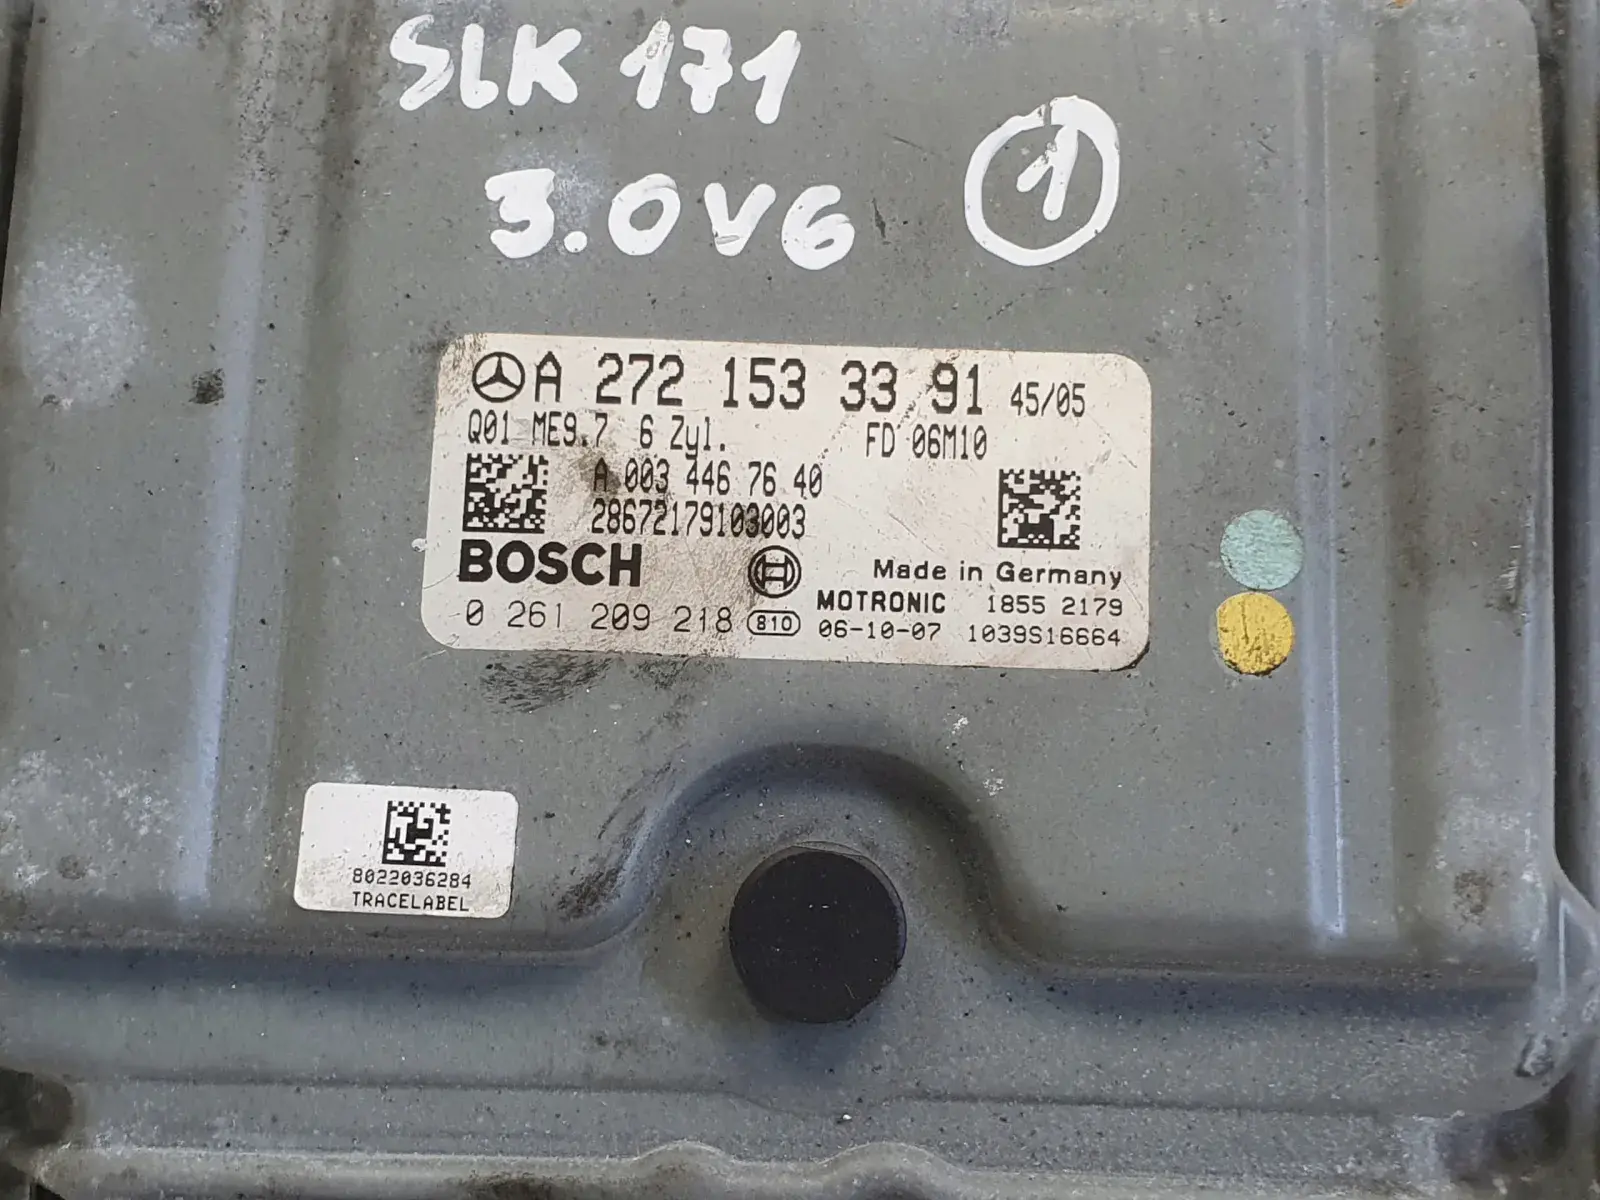 SLK 171
3.0 V6
1
A 272 153 33 91 45/05
Q01 ME9.7 6 Zyl. FD 06M10
A 003 446 76 40
28672179103003
BOSCH Made in Germany
MOTRONIC 1855 2179
0 261 209 218 810 06-10-07 1039S16664
8022036284
TRACELABEL